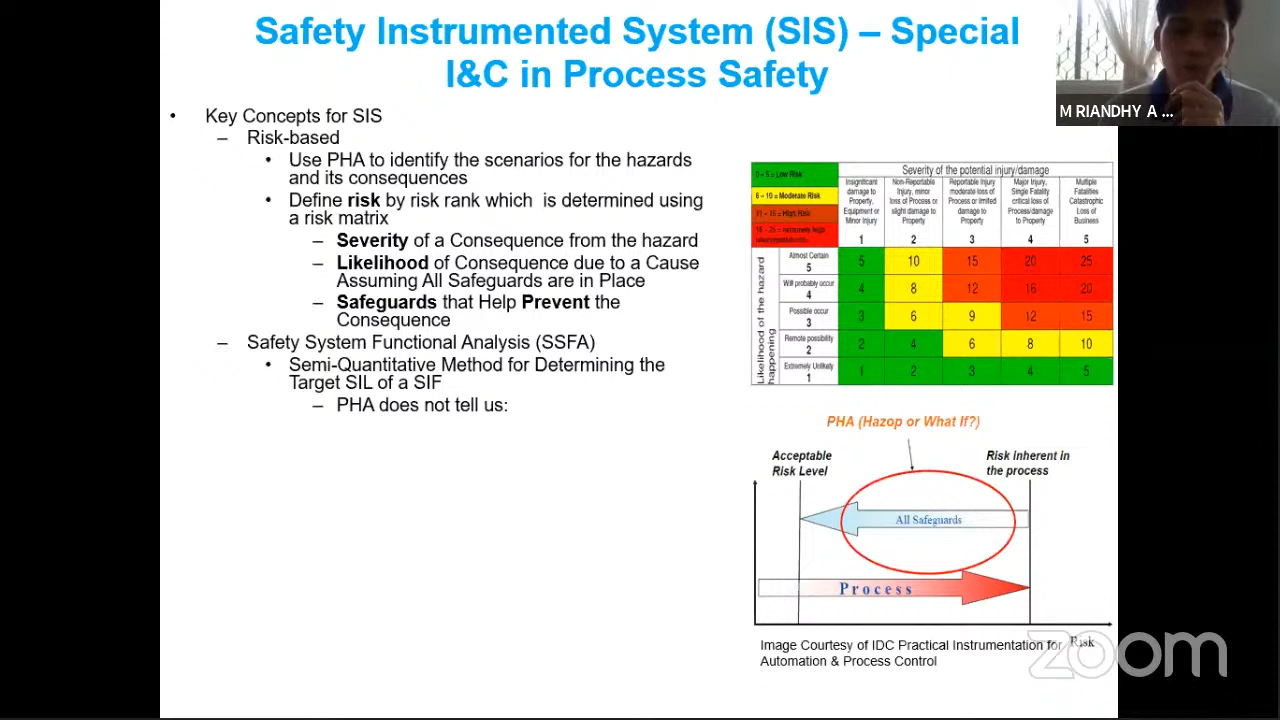 Safety Instrumented System (SIS) – Special
I&C in Process Safety
M RIANDHY A ...
• Key Concepts for SIS
– Risk-based
• Use PHA to identify the scenarios for the hazards
and its consequences
• Define risk by risk rank which is determined using
a risk matrix
– Severity of a Consequence from the hazard
– Likelihood of Consequence due to a Cause
Assuming All Safeguards are in Place
– Safeguards that Help Prevent the
Consequence
– Safety System Functional Analysis (SSFA)
• Semi-Quantitative Method for Determining the
Target SIL of a SIF
– PHA does not tell us:
0 – 5 = Low Risk
6 – 10 = Moderate Risk
= High Risk
= extremely high
Severity of the potential injury/damage
Insignificant
damage to
Property,
Equipment or
Minor Injury
1
Non-Reportable
Injury, minor
loss of Process or
slight damage to
Property
2
Reportable Injury
moderate loss of
Process or limited
damage to
Property
3
Major Injury,
Single Fatality
critical loss of
Process/damage
to Property
4
Multiple
Fatalities
Catastrophic
Loss of
Business
5
Likelihood of the hazard
happening
Almost Certain
5
5 10 15 20 25
Will probably occur
4
4 8 12 16 20
Possible occur
3
3 6 9 12 15
Remote possibility
2
2 4 6 8 10
Extremely Unlikely
1
1 2 3 4 5
PHA (Hazop or What If?)
Acceptable
Risk Level
Risk inherent in
the process
All Safeguards
Process
Risk
Image Courtesy of IDC Practical Instrumentation for
Automation & Process Control
zoom